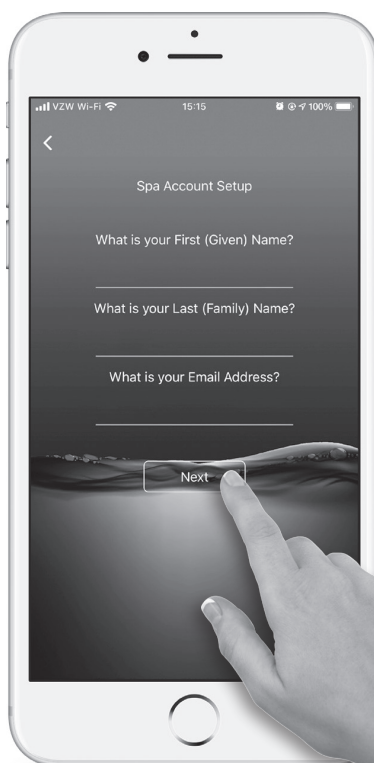 VZW Wi-Fi 15:15 100%
Spa Account Setup
What is your First (Given) Name?
What is your Last (Family) Name?
What is your Email Address?
Next